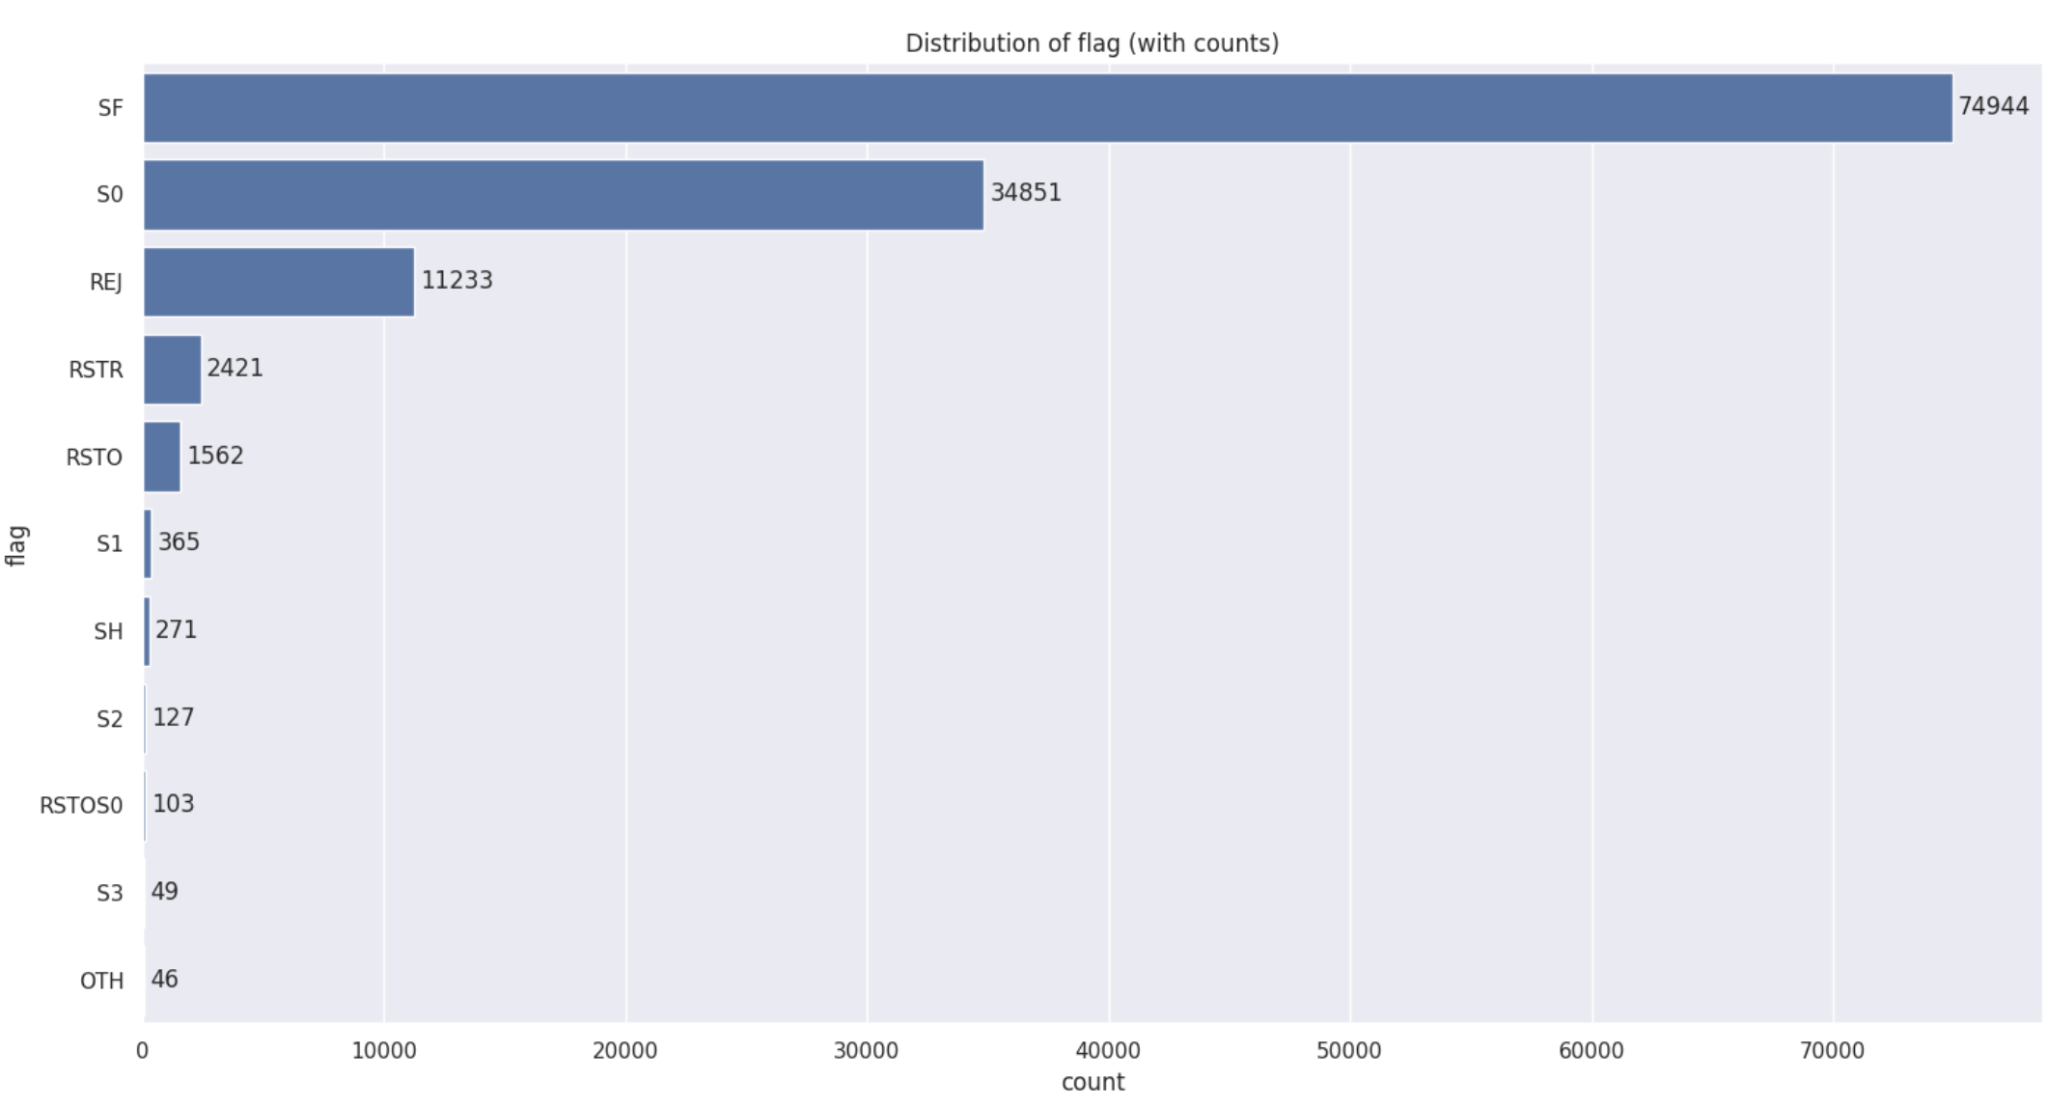 Distribution of flag (with counts)
SF 74944
S0 34851
REJ 11233
RSTR 2421
RSTO 1562
S1 365
SH 271
S2 127
RSTOS0 103
S3 49
OTH 46
flag
0 10000 20000 30000 40000 50000 60000 70000
count